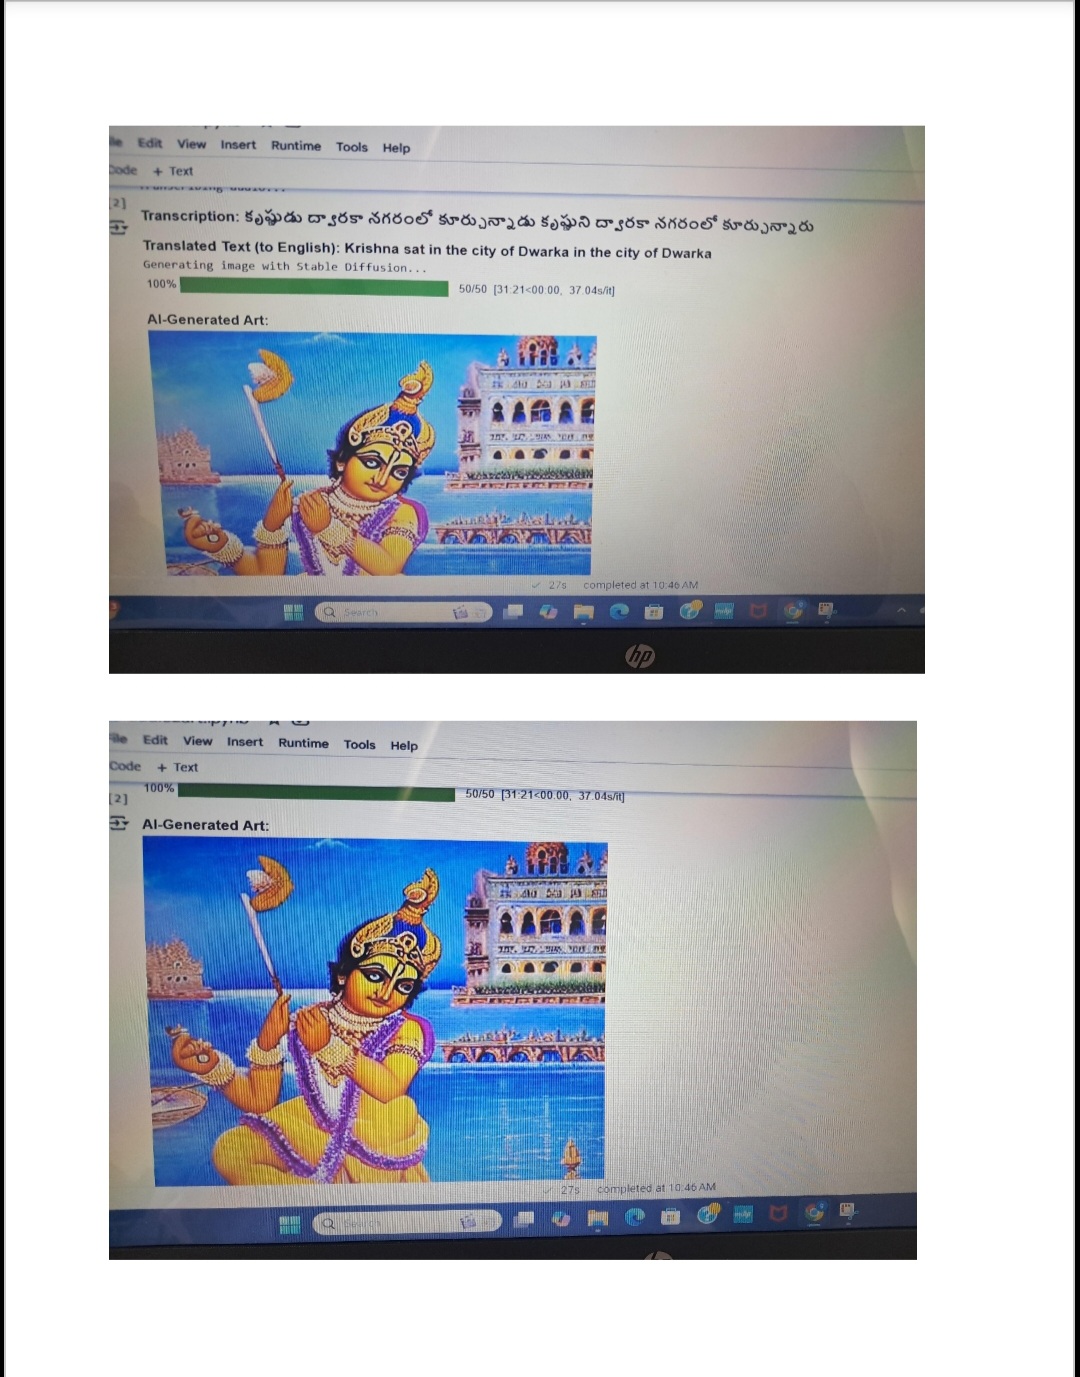 Edit View Insert Runtime Tools Help
Code + Text
[2]
Transcription: కృష్ణుడు ద్వారకా నగరంలో కూర్చున్నాడు కృష్ణుని ద్వారకా నగరంలో కూర్చున్నారు
Translated Text (to English): Krishna sat in the city of Dwarka in the city of Dwarka
Generating image with Stable Diffusion...
100% 50/50 [31:21<00:00, 37.04s/it]
AI-Generated Art:
27s completed at 10:46 AM
Search
hp
File Edit View Insert Runtime Tools Help
Code + Text
100% 50/50 [31:21<00:00, 37.04s/it]
[2]
AI-Generated Art:
27s completed at 10:46 AM
Search